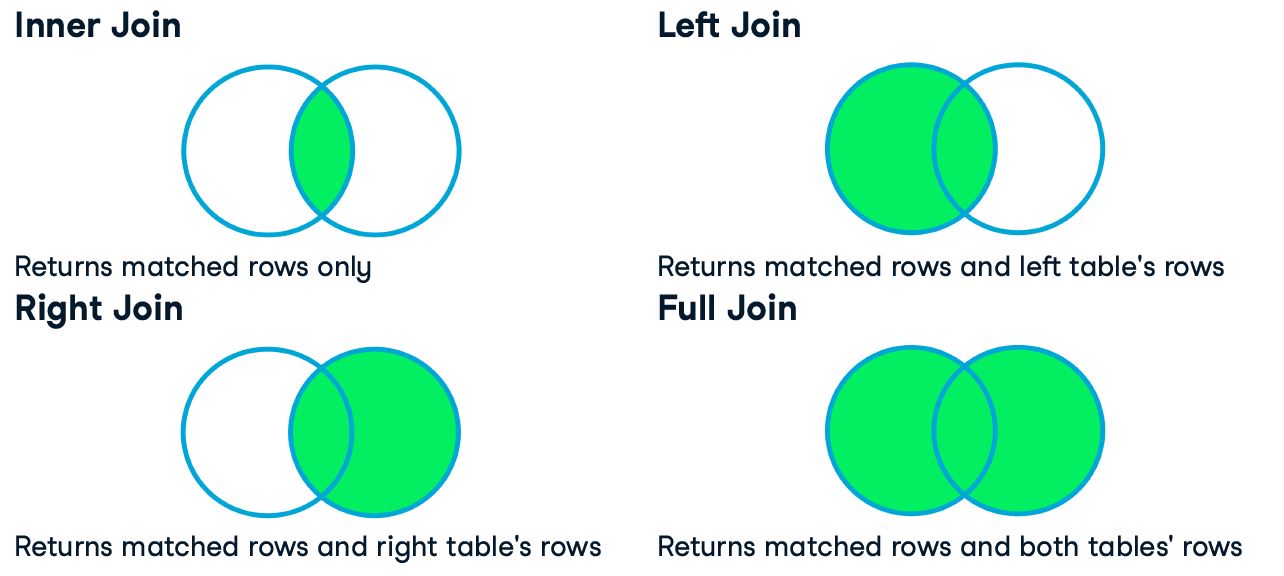 Inner Join
Left Join
Returns matched rows only
Returns matched rows and left table's rows
Right Join
Full Join
Returns matched rows and right table's rows
Returns matched rows and both tables' rows